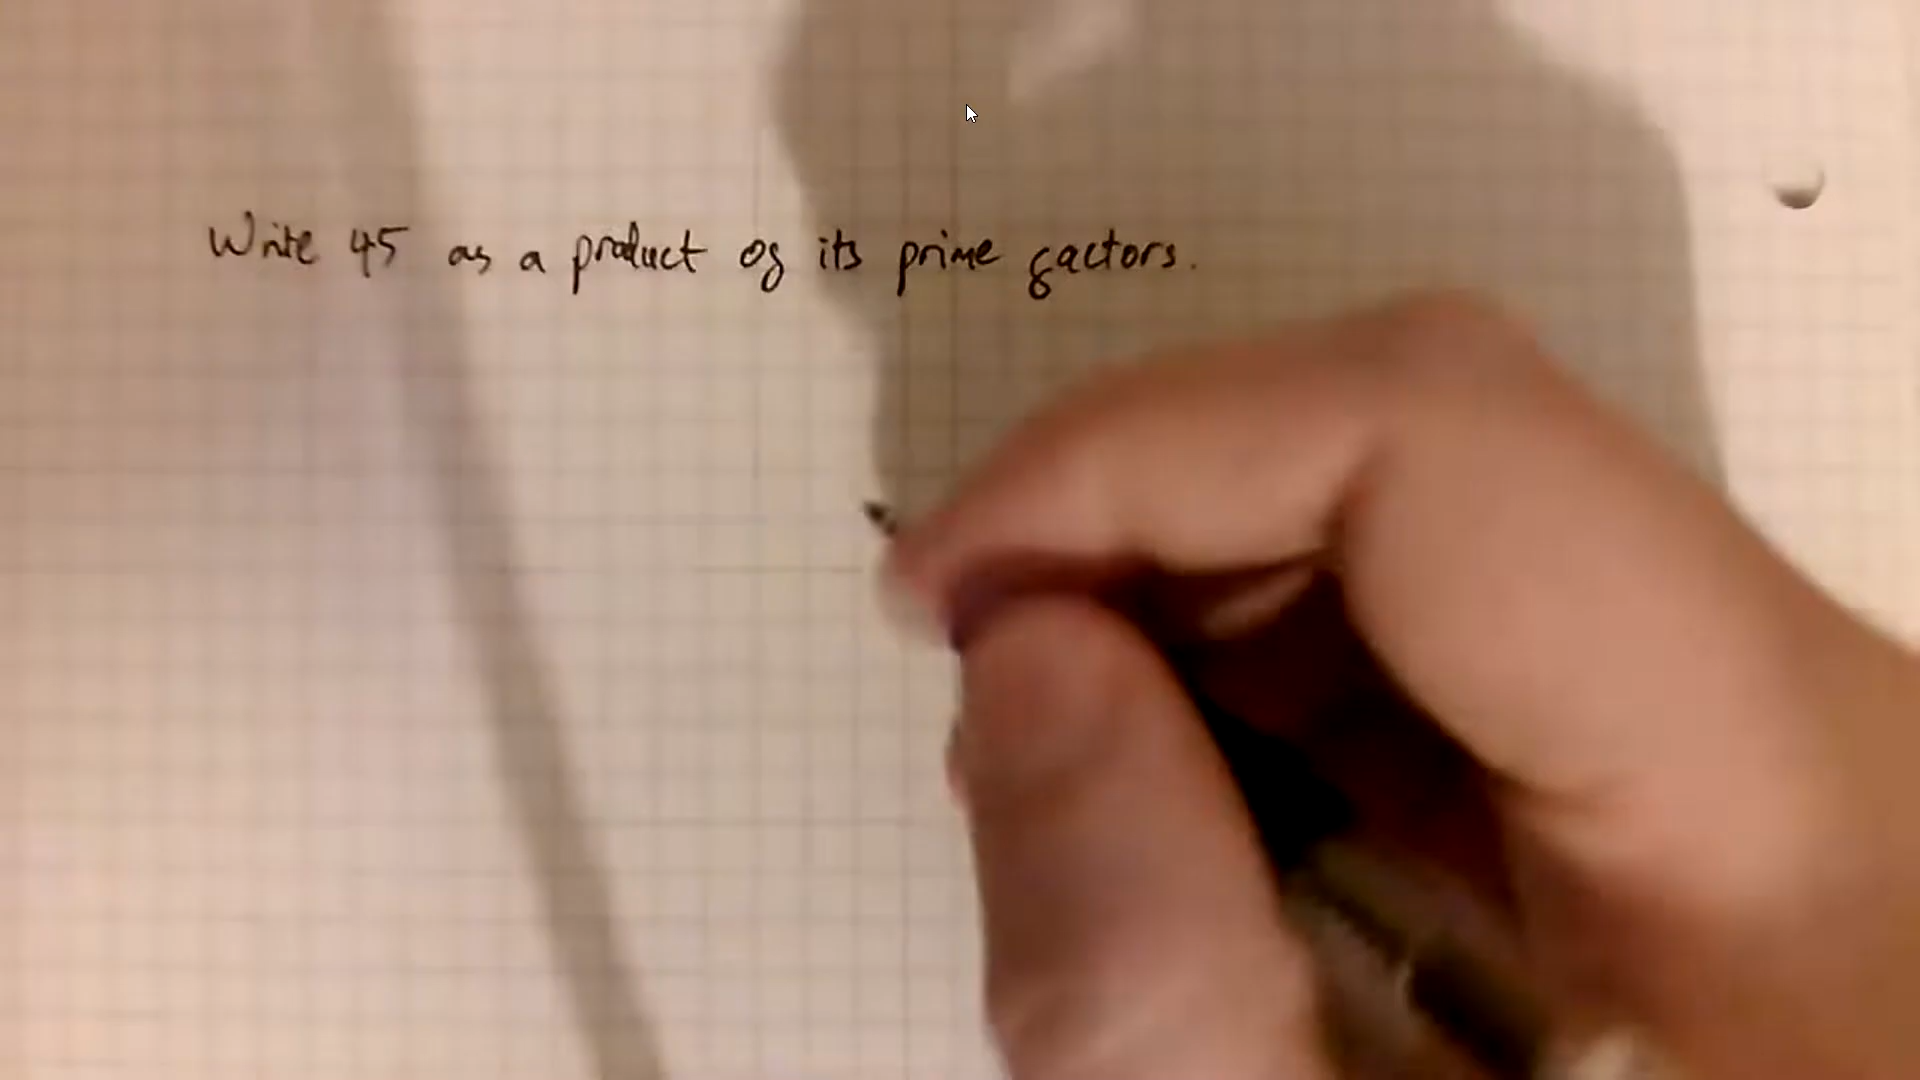 Write 45 as a product of its prime factors.